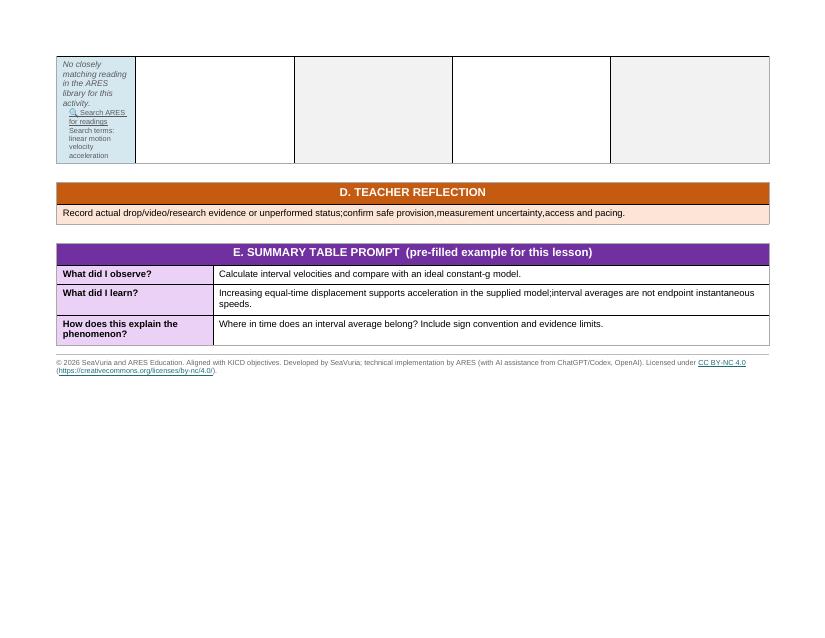 No closely
matching reading
in the ARES
library for this
activity.
🔍 Search ARES
for readings
Search terms:
linear motion
velocity
acceleration
D. TEACHER REFLECTION
Record actual drop/video/research evidence or unperformed status;confirm safe provision,measurement uncertainty,access and pacing.
E. SUMMARY TABLE PROMPT (pre-filled example for this lesson)
What did I observe?
Calculate interval velocities and compare with an ideal constant-g model.
What did I learn?
Increasing equal-time displacement supports acceleration in the supplied model;interval averages are not endpoint instantaneous
speeds.
How does this explain the
phenomenon?
Where in time does an interval average belong? Include sign convention and evidence limits.
© 2026 SeaVuria and ARES Education. Aligned with KICD objectives. Developed by SeaVuria; technical implementation by ARES (with AI assistance from ChatGPT/Codex, OpenAI). Licensed under CC BY-NC 4.0
(https://creativecommons.org/licenses/by-nc/4.0/).